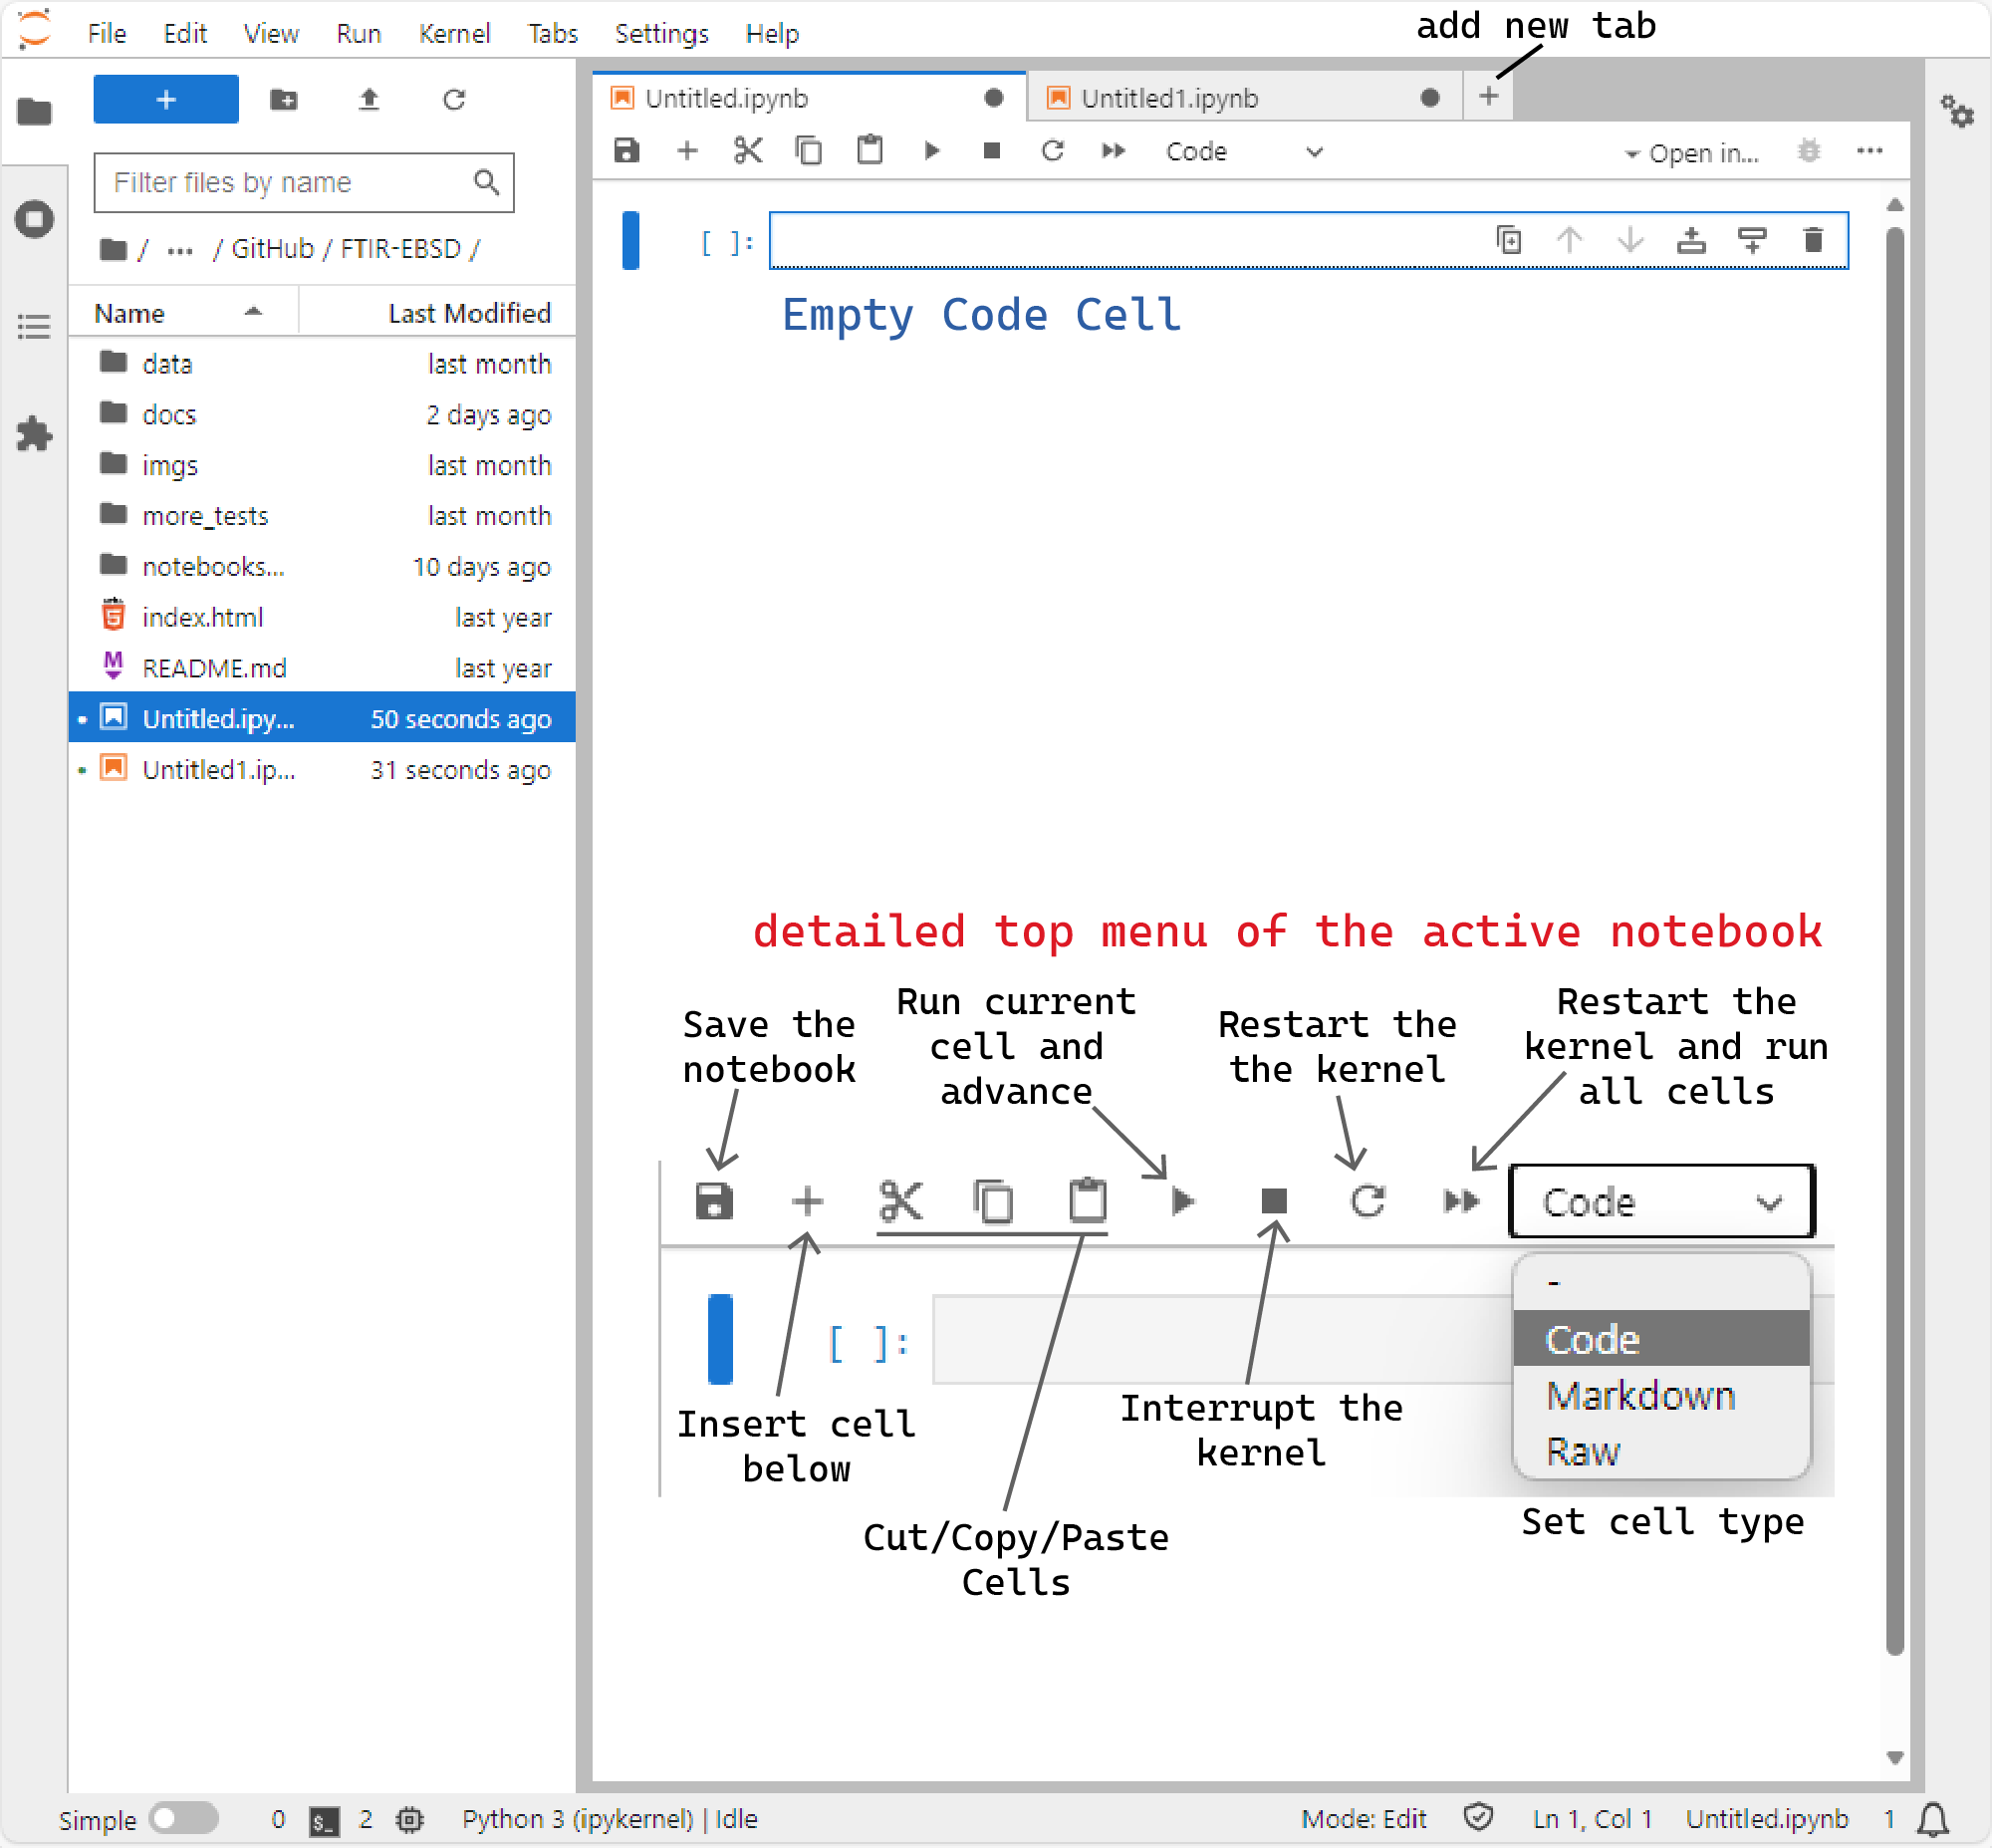 add new tab
File Edit View Run Kernel Tabs Settings Help
Untitled.ipynb Untitled1.ipynb
Code Open in...
Filter files by name
/ ... / GitHub / FTIR-EBSD /
[ ]:
Empty Code Cell
Name Last Modified
data last month
docs 2 days ago
imgs last month
more_tests last month
notebooks... 10 days ago
index.html last year
README.md last year
Untitled.ipy... 50 seconds ago
Untitled1.ip... 31 seconds ago
detailed top menu of the active notebook
Save the
notebook
Run current
cell and
advance
Restart the
the kernel
Restart the
kernel and run
all cells
Code
-
Code
Markdown
Raw
[ ]:
Insert cell
below
Interrupt the
kernel
Set cell type
Cut/Copy/Paste
Cells
Simple 0 $_ 2 Python 3 (ipykernel) | Idle Mode: Edit Ln 1, Col 1 Untitled.ipynb 1